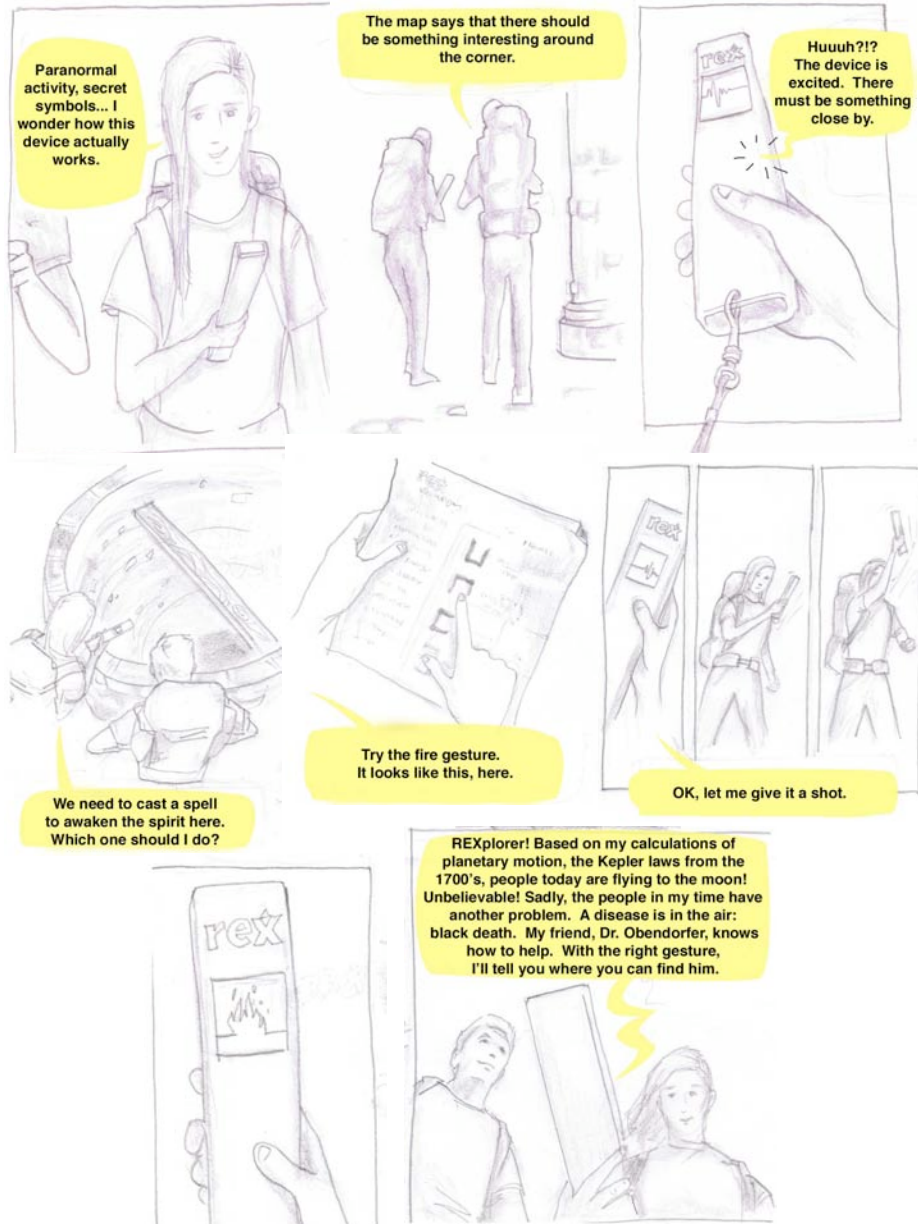 Paranormal
activity, secret
symbols... I
wonder how this
device actually
works.
The map says that there should
be something interesting around
the corner.
rex
Huuuh?!?
The device is
excited. There
must be something
close by.
We need to cast a spell
to awaken the spirit here.
Which one should I do?
REX
Try the fire gesture.
It looks like this, here.
rex
OK, let me give it a shot.
rex
REXplorer! Based on my calculations of
planetary motion, the Kepler laws from the
1700's, people today are flying to the moon!
Unbelievable! Sadly, the people in my time have
another problem. A disease is in the air:
black death. My friend, Dr. Obendorfer, knows
how to help. With the right gesture,
I'll tell you where you can find him.